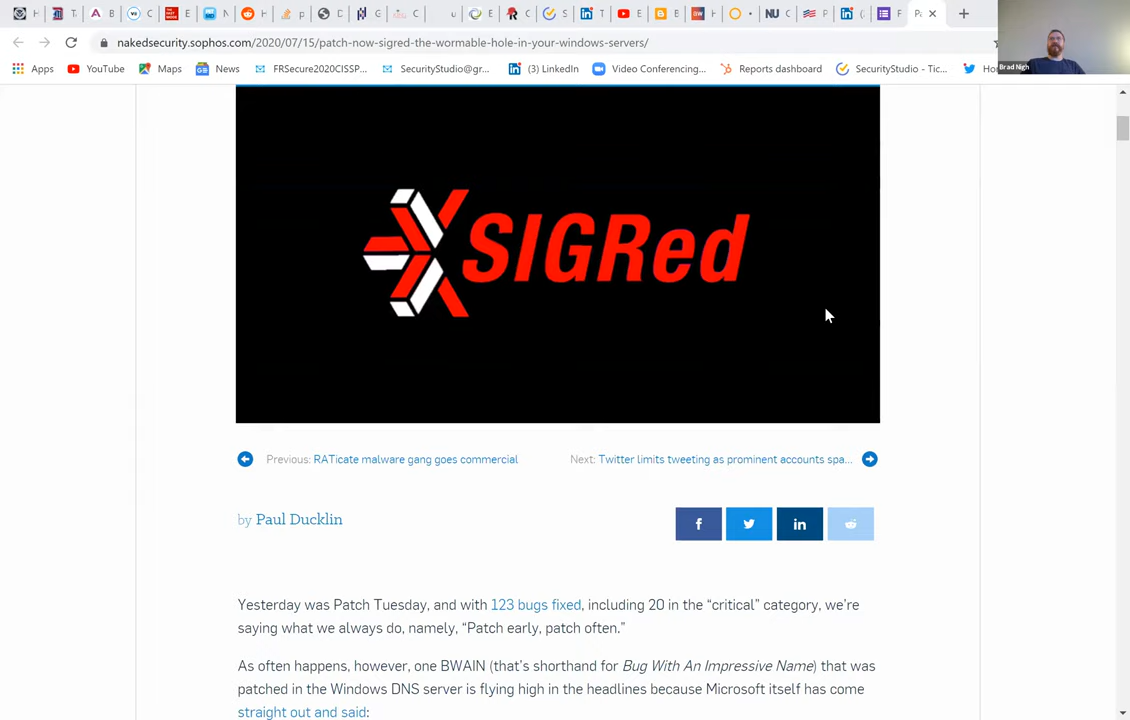 nakedsecurity.sophos.com/2020/07/15/patch-now-sigred-the-wormable-hole-in-your-windows-servers/
Brad Nigh
Apps YouTube Maps News FRSecure2020CISSP... SecurityStudio@gr... (3) LinkedIn Video Conferencing... Reports dashboard SecurityStudio - Tic...
SIGRed
Previous: RATicate malware gang goes commercial
Next: Twitter limits tweeting as prominent accounts spa...
by Paul Ducklin
Yesterday was Patch Tuesday, and with 123 bugs fixed, including 20 in the “critical” category, we’re
saying what we always do, namely, “Patch early, patch often.”
As often happens, however, one BWAIN (that’s shorthand for Bug With An Impressive Name) that was
patched in the Windows DNS server is flying high in the headlines because Microsoft itself has come
straight out and said: